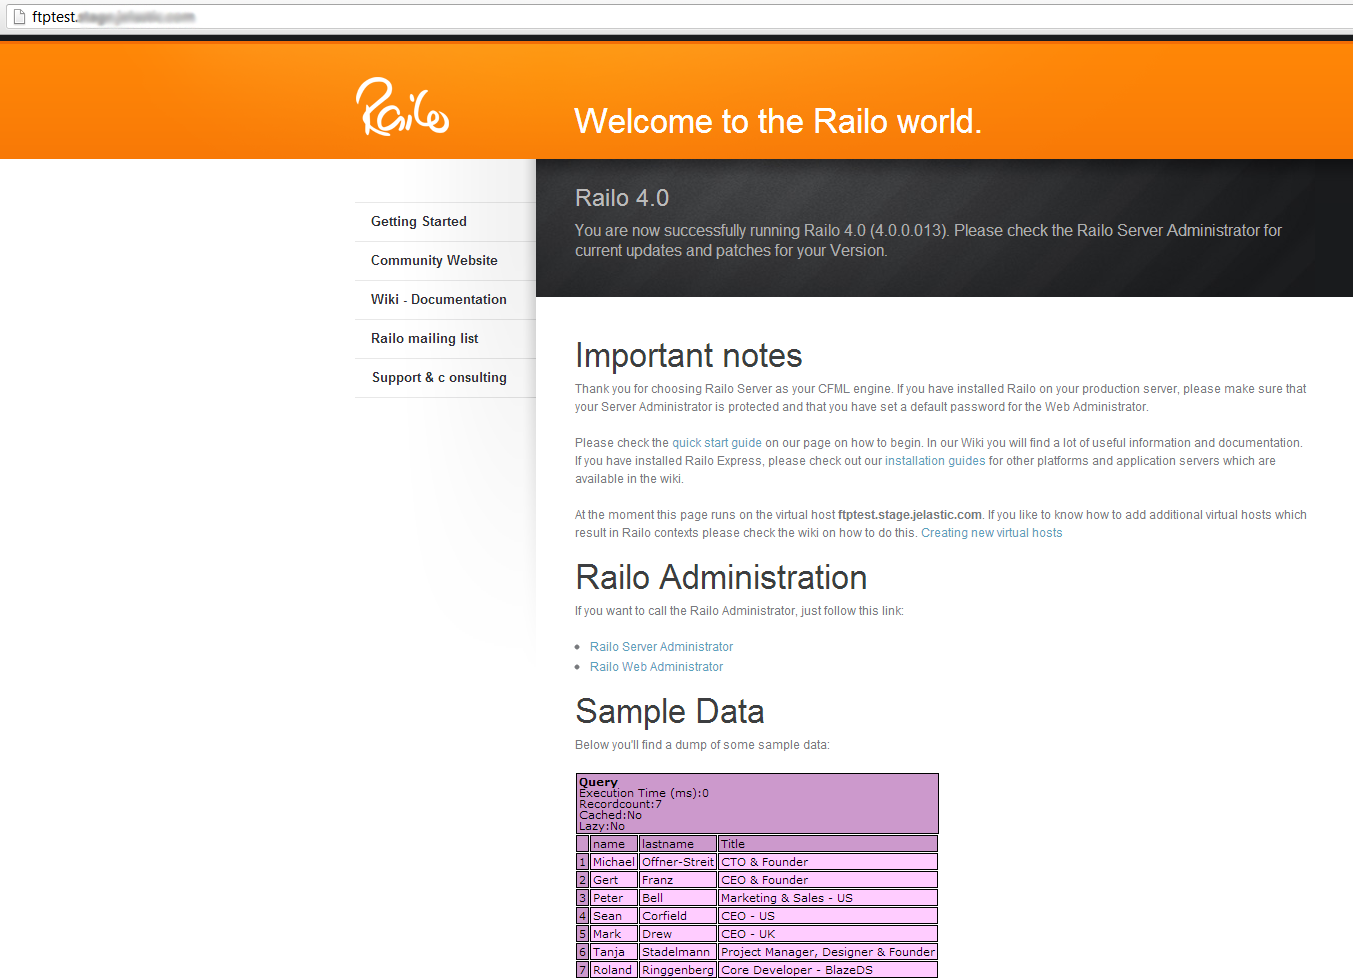 ftptest.
Railo
Welcome to the Railo world.
Getting Started
Community Website
Wiki - Documentation
Railo mailing list
Support & c onsulting
Railo 4.0
You are now successfully running Railo 4.0 (4.0.0.013). Please check the Railo Server Administrator for
current updates and patches for your Version.
Important notes
Thank you for choosing Railo Server as your CFML engine. If you have installed Railo on your production server, please make sure that
your Server Administrator is protected and that you have set a default password for the Web Administrator.
Please check the quick start guide on our page on how to begin. In our Wiki you will find a lot of useful information and documentation.
If you have installed Railo Express, please check out our installation guides for other platforms and application servers which are
available in the wiki.
At the moment this page runs on the virtual host ftptest.stage.jelastic.com. If you like to know how to add additional virtual hosts which
result in Railo contexts please check the wiki on how to do this. Creating new virtual hosts
Railo Administration
If you want to call the Railo Administrator, just follow this link:
• Railo Server Administrator
• Railo Web Administrator
Sample Data
Below you'll find a dump of some sample data:
Query
Execution Time (ms):0
Recordcount:7
Cached:No
Lazy:No
name lastname Title
1 Michael Offner-Streit CTO & Founder
2 Gert Franz CEO & Founder
3 Peter Bell Marketing & Sales - US
4 Sean Corfield CEO - US
5 Mark Drew CEO - UK
6 Tanja Stadelmann Project Manager, Designer & Founder
7 Roland Ringgenberg Core Developer - BlazeDS